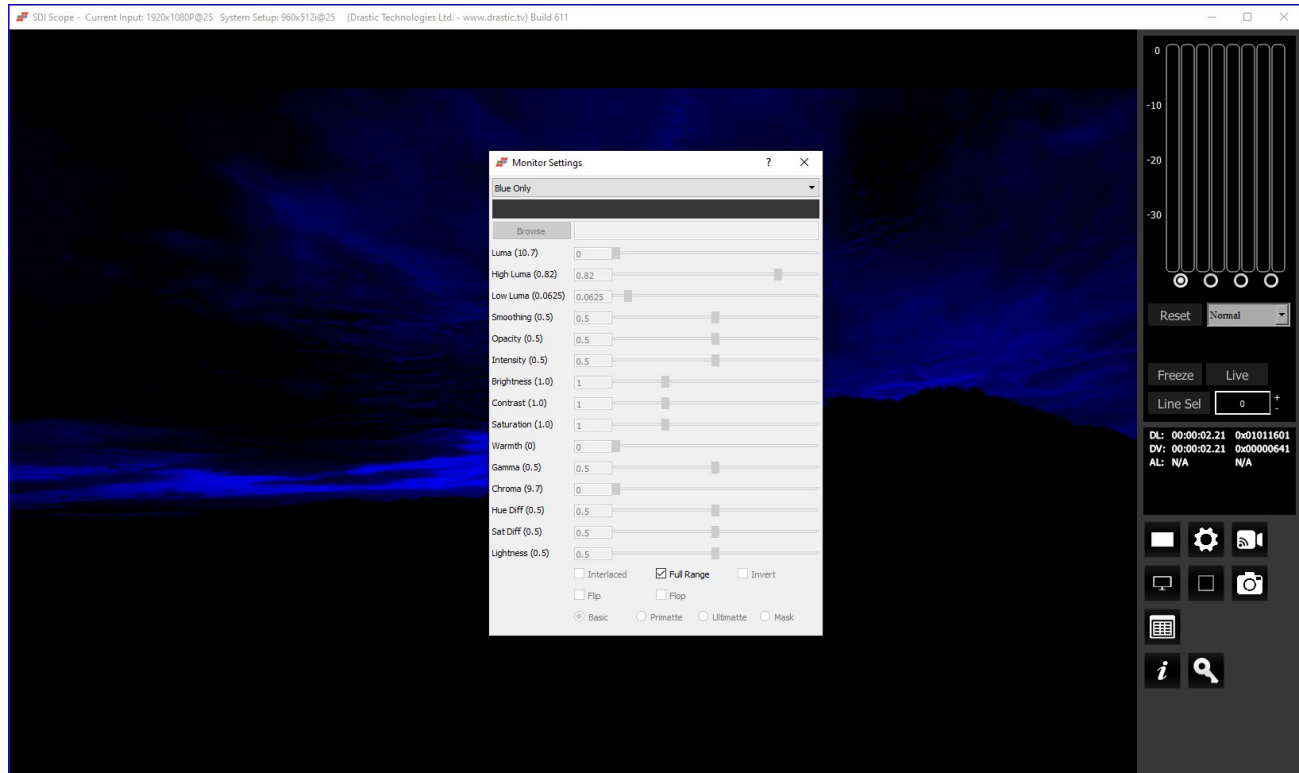 SDI Scope - Current Input: 1920x1080P@25 System Setup: 960x512i@25 (Drastic Technologies Ltd. - www.drastic.tv) Build 611
Monitor Settings ? ×
Blue Only
Browse
Luma (10.7) 0
High Luma (0.82) 0.82
Low Luma (0.0625) 0.0625
Smoothing (0.5) 0.5
Opacity (0.5) 0.5
Intensity (0.5) 0.5
Brightness (1.0) 1
Contrast (1.0) 1
Saturation (1.0) 1
Warmth (0) 0
Gamma (0.5) 0.5
Chroma (9.7) 0
Hue Diff (0.5) 0.5
Sat Diff (0.5) 0.5
Lightness (0.5) 0.5
Interlaced Full Range Invert
Flip Flop
Basic Primatte Ultimatte Mask
0
-10
-20
-30
Reset Normal
Freeze Live
Line Sel 0 + -
DL: 00:00:02.21 0x01011601
DV: 00:00:02.21 0x00000641
AL: N/A N/A
i